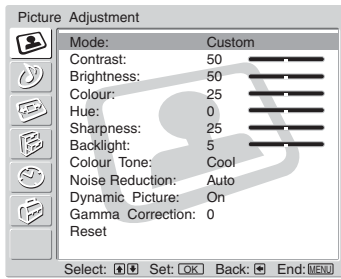 Picture Adjustment
Mode: Custom
Contrast: 50
Brightness: 50
Colour: 25
Hue: 0
Sharpness: 25
Backlight: 5
Colour Tone: Cool
Noise Reduction: Auto
Dynamic Picture: On
Gamma Correction: 0
Reset
Select: Set: OK Back: End: MENU